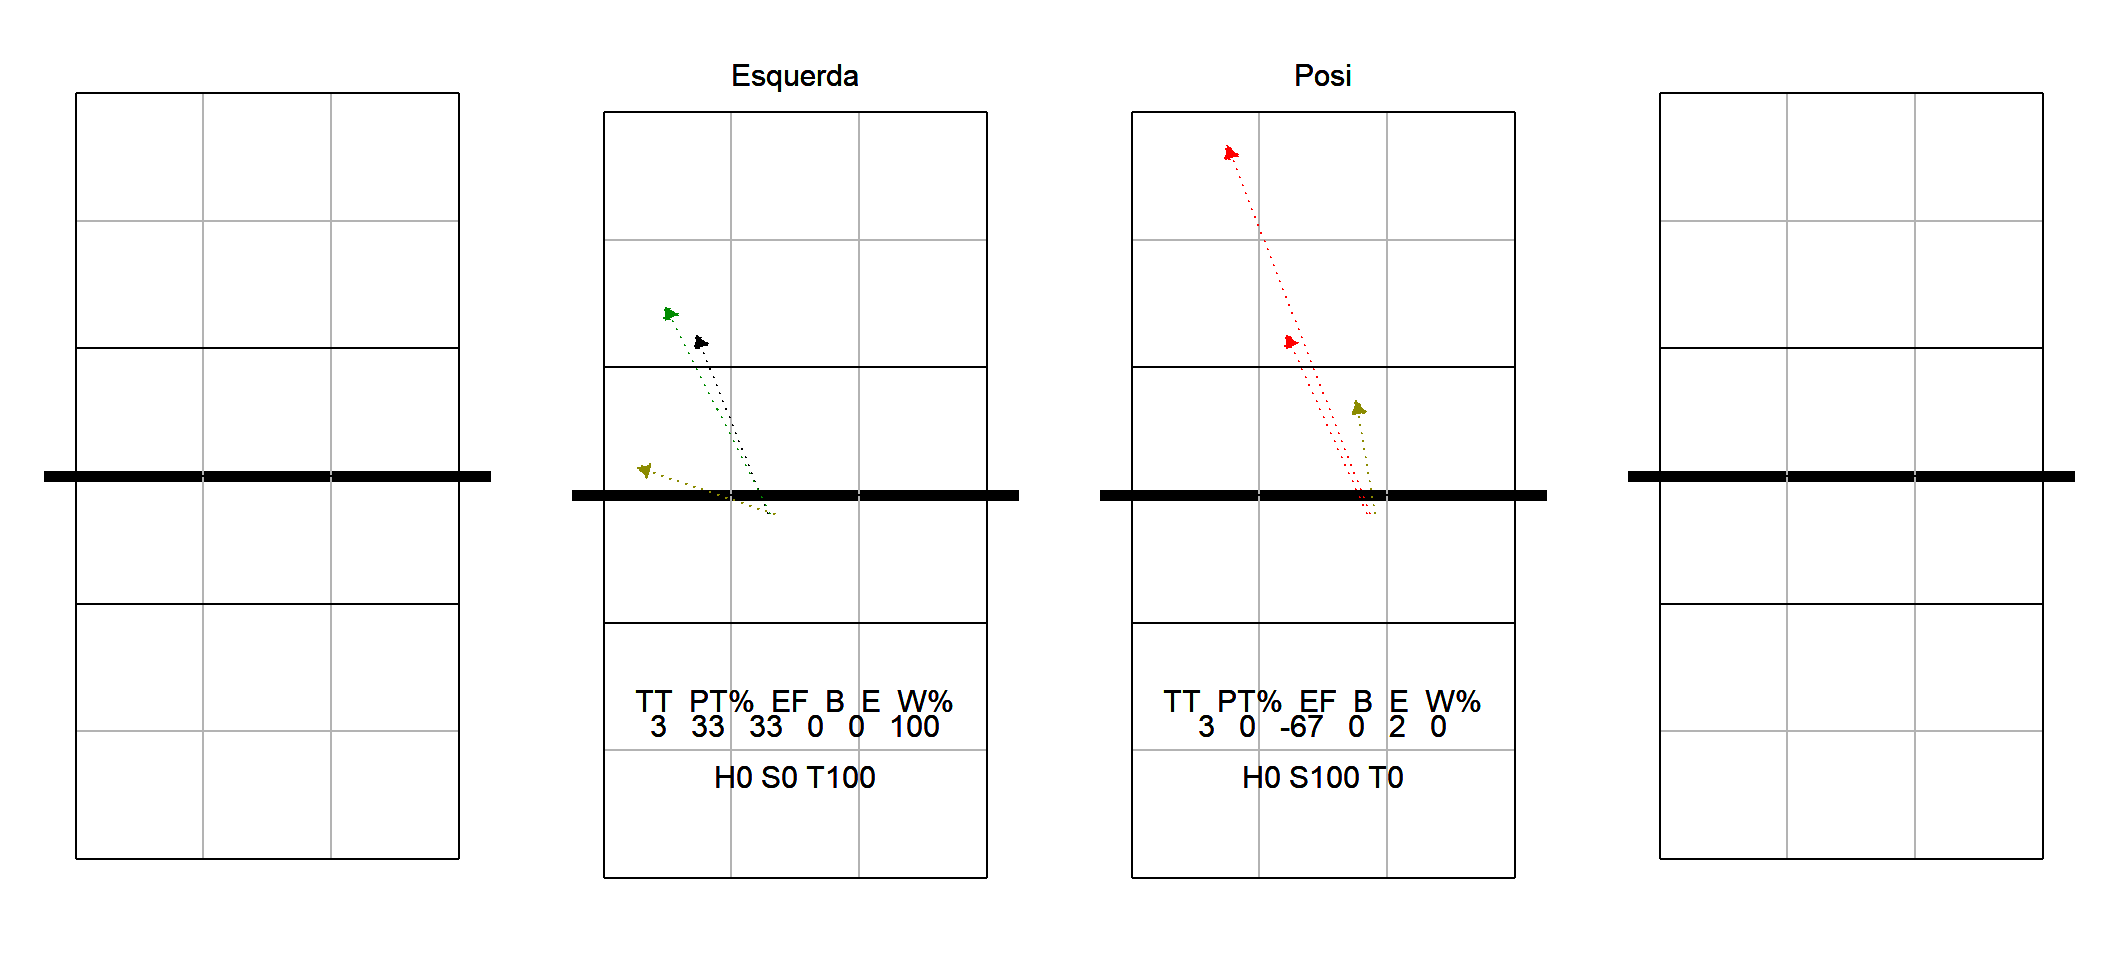 Esquerda
TT PT% EF B E W%
3 33 33 0 0 100
H0 S0 T100
Posi
TT PT% EF B E W%
3 0 -67 0 2 0
H0 S100 T0